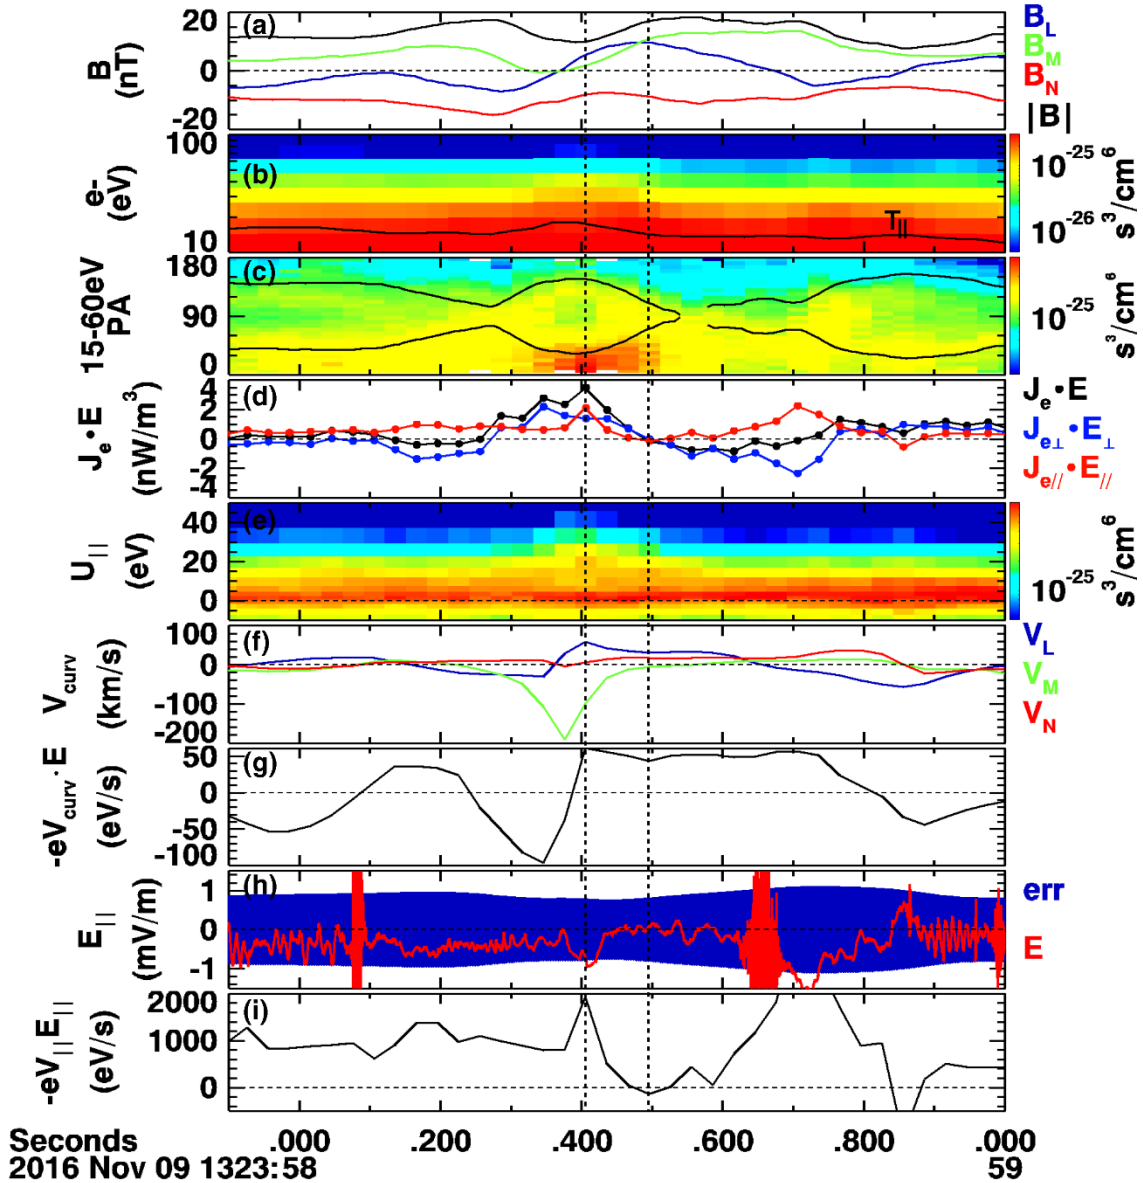 (a)
B
(nT)
20
0
-20
B_L
B_M
B_N
|B|
(b)
e-
(eV)
100
10
T_||
10^-25
10^-26
s^3/cm^6
(c)
15-60eV
PA
180
90
0
10^-25
s^3/cm^6
(d)
J_e•E
(nW/m^3)
4
2
0
-2
-4
J_e•E
J_e⊥•E_⊥
J_e//•E_//
(e)
U_||
(eV)
40
20
0
10^-25
s^3/cm^6
(f)
V_curv
(km/s)
100
0
-100
-200
V_L
V_M
V_N
(g)
-eV_curv·E
(eV/s)
50
0
-50
-100
(h)
E_||
(mV/m)
1
0
-1
err
E
(i)
-eV_||E_||
(eV/s)
2000
1000
0
Seconds .000 .200 .400 .600 .800 .000
2016 Nov 09 1323:58 59